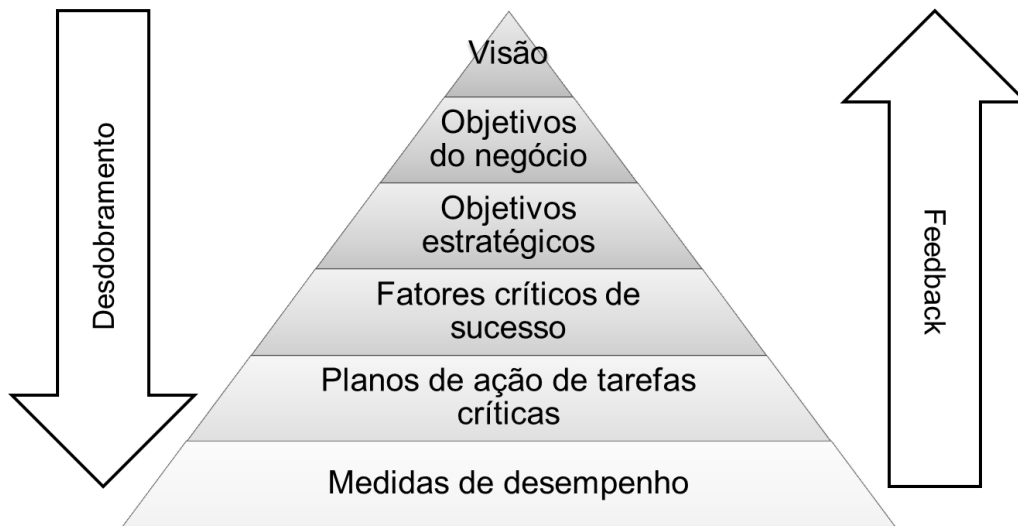 Desdobramento
Visão
Objetivos
do negócio
Objetivos
estratégicos
Fatores críticos de
sucesso
Planos de ação de tarefas
críticas
Medidas de desempenho
Feedback